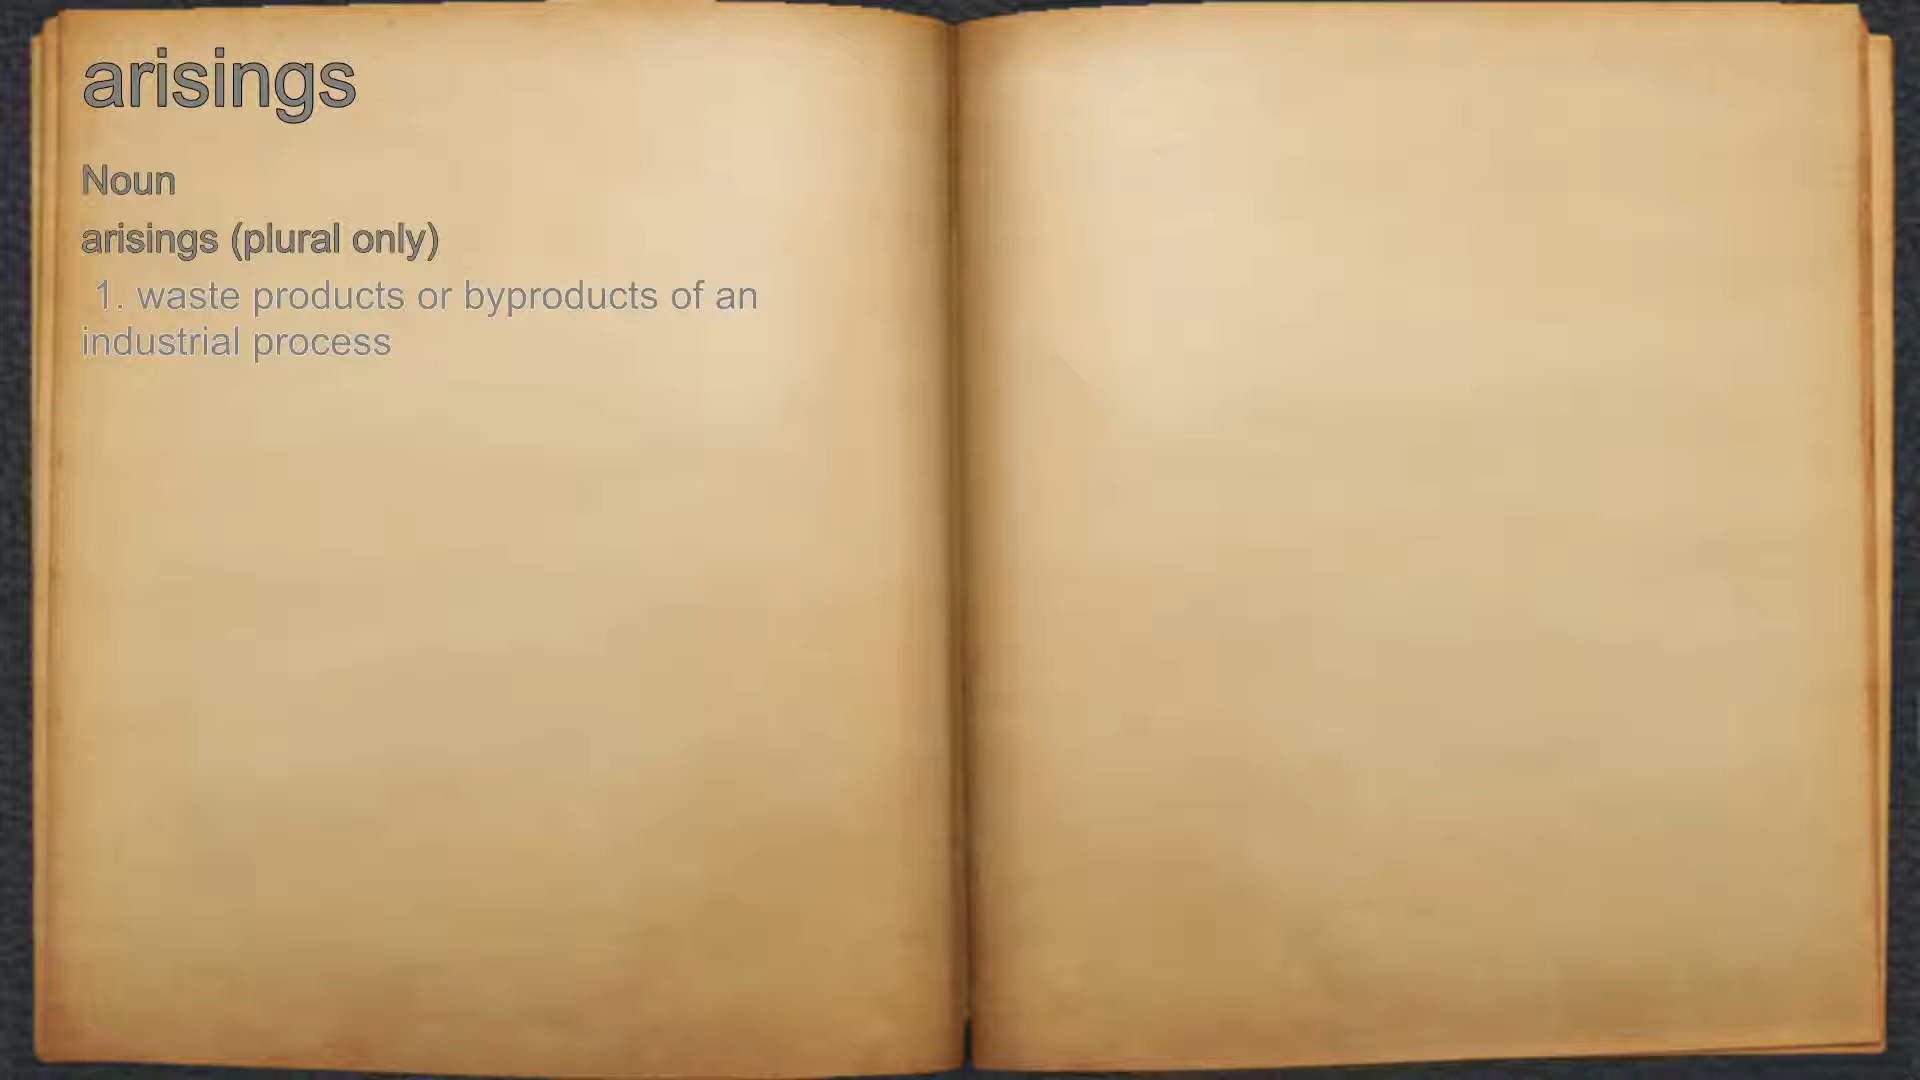 arisings
Noun
arisings (plural only)
1. waste products or byproducts of an
industrial process